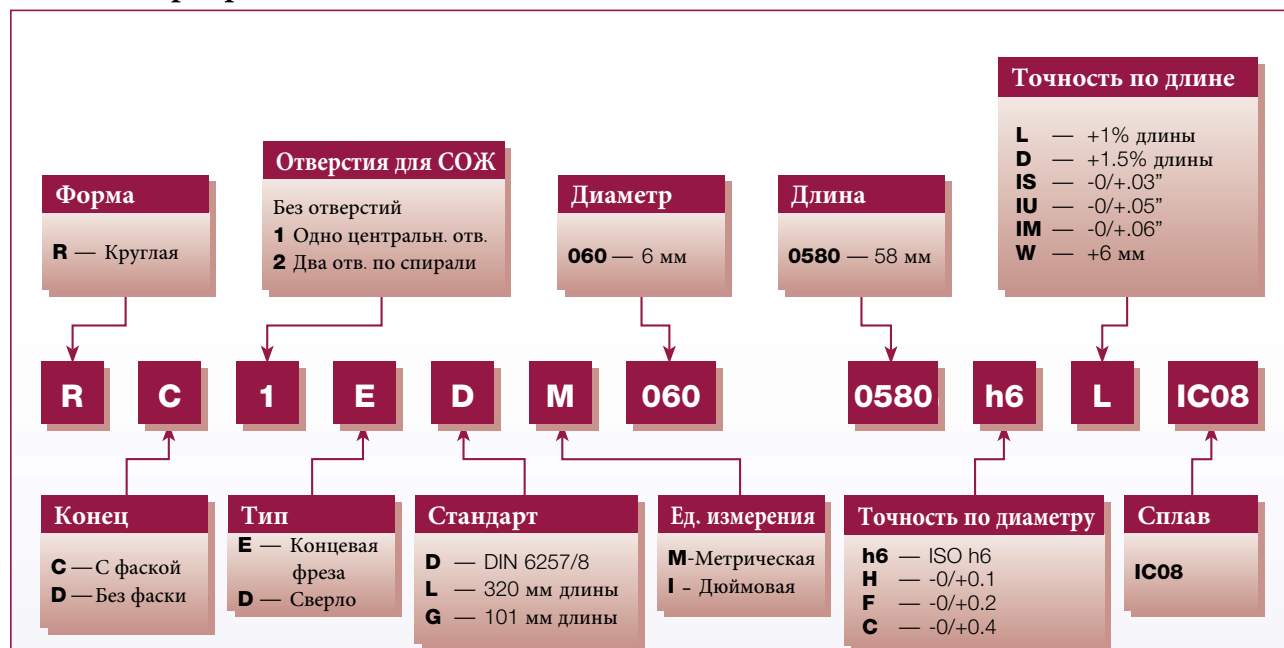 Точность по длине
L — +1% длины
D — +1.5% длины
IS — -0/+.03”
IU — -0/+.05”
IM — -0/+.06”
W — +6 мм
Отверстия для СОЖ
Без отверстий
1 Одно центральн. отв.
2 Два отв. по спирали
Форма
R — Круглая
Диаметр
060 — 6 мм
Длина
0580 — 58 мм
R C 1 E D M 060 0580 h6 L IC08
Конец
C — С фаской
D — Без фаски
Тип
E — Концевая
фреза
D — Сверло
Стандарт
D — DIN 6257/8
L — 320 мм длины
G — 101 мм длины
Ед. измерения
M-Метрическая
I - Дюймовая
Точность по диаметру
h6 — ISO h6
H — -0/+0.1
F — -0/+0.2
C — -0/+0.4
Сплав
IC08